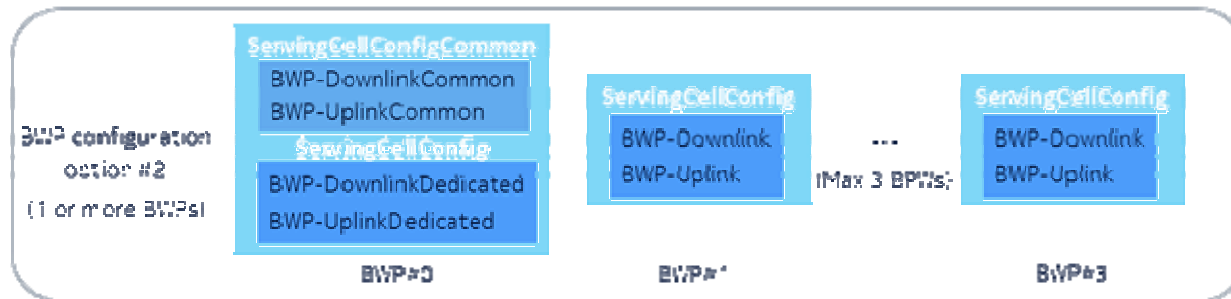 BWP configuration
option #2
(1 or more BWPs)
ServingCellConfigCommon
BWP-DownlinkCommon
BWP-UplinkCommon
ServingCellConfig
BWP-DownlinkDedicated
BWP-UplinkDedicated
BWP#0
ServingCellConfig
BWP-Downlink
BWP-Uplink
BWP#1
...
(Max 3 BPWs)
ServingCellConfig
BWP-Downlink
BWP-Uplink
BWP#3